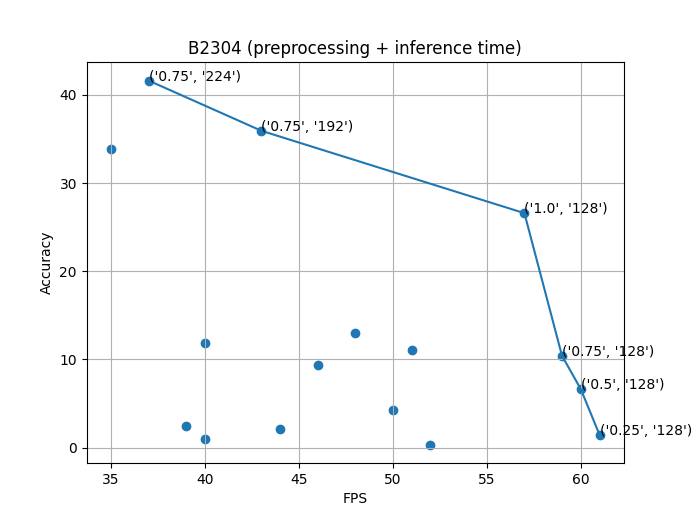 B2304 (preprocessing + inference time)
('0.75', '224')
('0.75', '192')
('1.0', '128')
('0.75', '128')
('0.5', '128')
('0.25', '128')
Accuracy
40
30
20
10
0
35 40 45 50 55 60
FPS